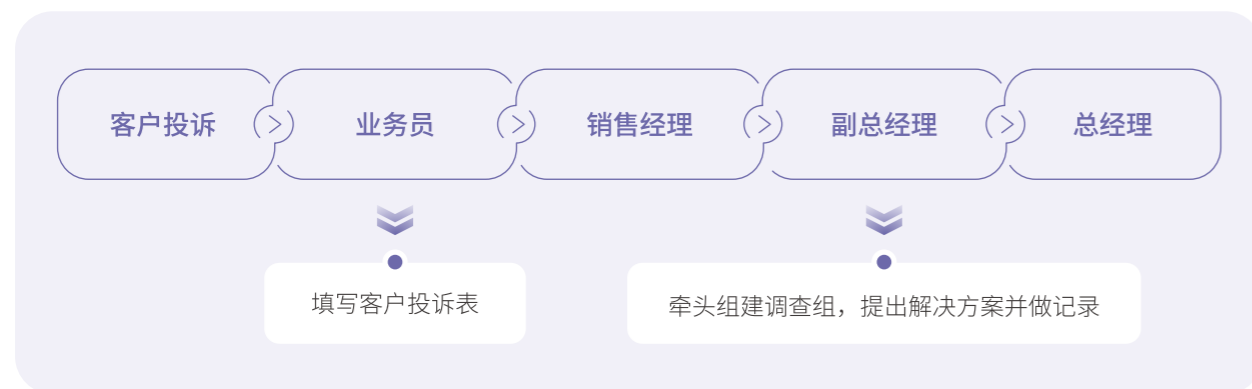 客户投诉
业务员
销售经理
副总经理
总经理
填写客户投诉表
牵头组建调查组，提出解决方案并做记录